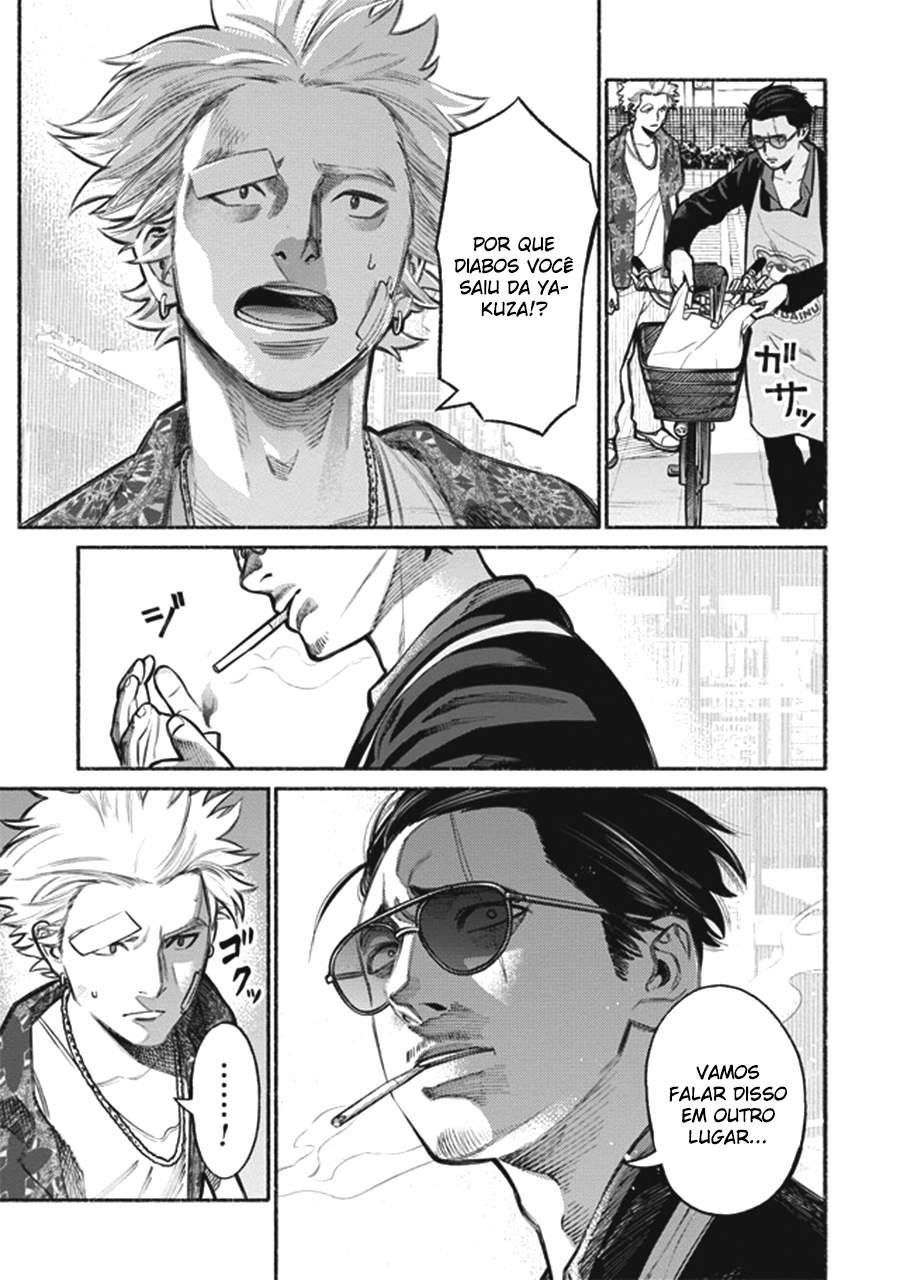 ガサッ
BAINU
POR QUE
DIABOS VOCÊ
SAIU DA YA-
KUZA!?
ジ
VAMOS
FALAR DISSO
EM OUTRO
LUGAR...
ゴクッ
......!